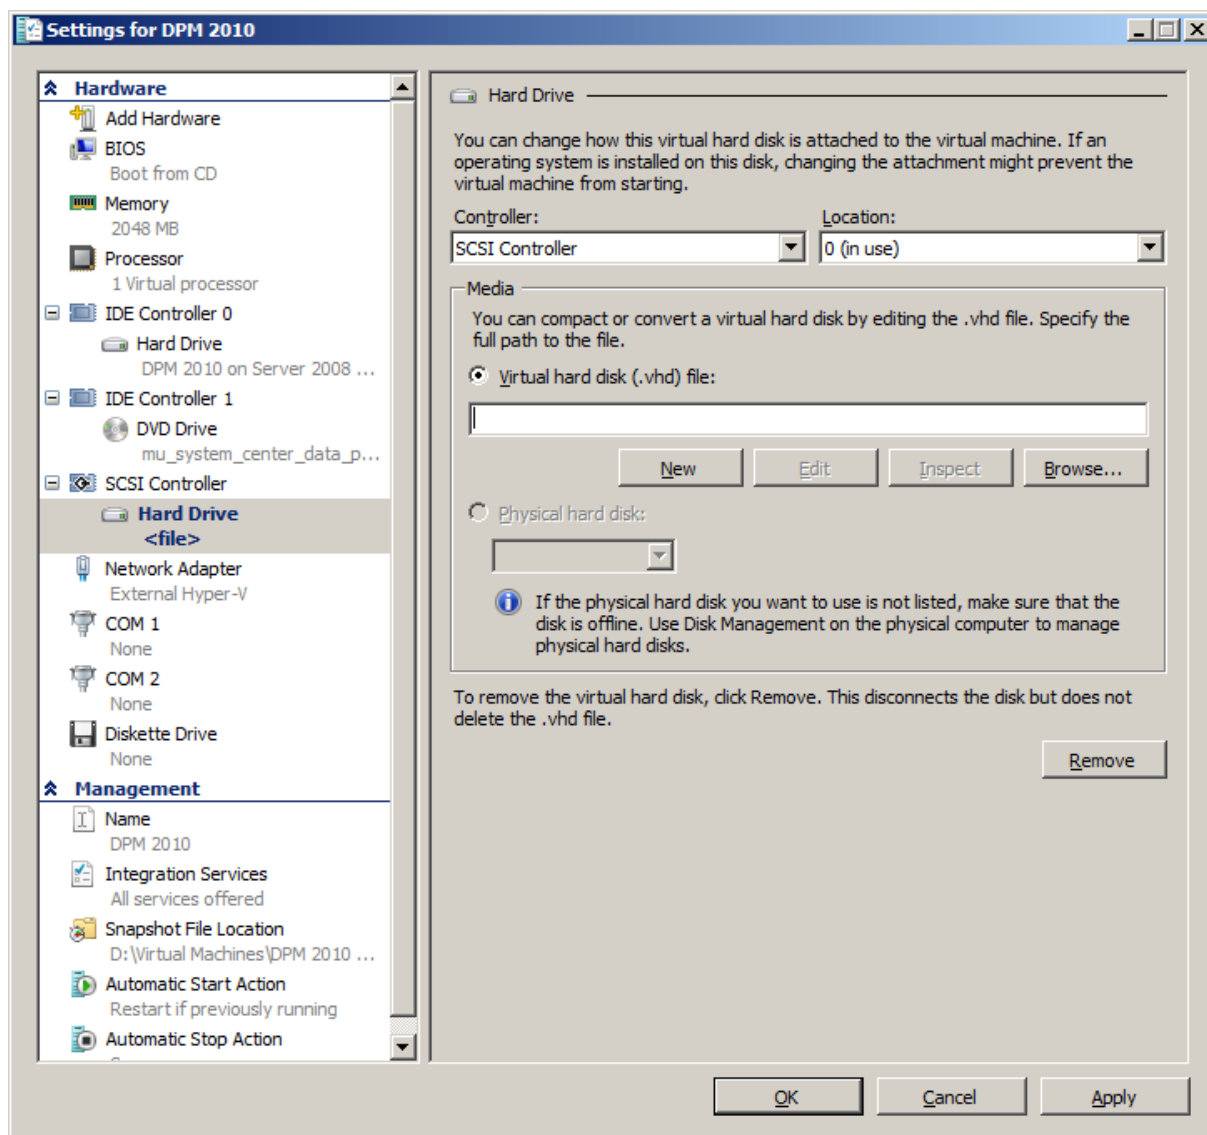 Settings for DPM 2010
Hardware
Add Hardware
BIOS
Boot from CD
Memory
2048 MB
Processor
1 Virtual processor
IDE Controller 0
Hard Drive
DPM 2010 on Server 2008 ...
IDE Controller 1
DVD Drive
mu_system_center_data_p...
SCSI Controller
Hard Drive
<file>
Network Adapter
External Hyper-V
COM 1
None
COM 2
None
Diskette Drive
None
Management
Name
DPM 2010
Integration Services
All services offered
Snapshot File Location
D:\Virtual Machines\DPM 2010 ...
Automatic Start Action
Restart if previously running
Automatic Stop Action
Hard Drive
You can change how this virtual hard disk is attached to the virtual machine. If an
operating system is installed on this disk, changing the attachment might prevent the
virtual machine from starting.
Controller: Location:
SCSI Controller 0 (in use)
Media
You can compact or convert a virtual hard disk by editing the .vhd file. Specify the
full path to the file.
Virtual hard disk (.vhd) file:
New Edit Inspect Browse...
Physical hard disk:
If the physical hard disk you want to use is not listed, make sure that the
disk is offline. Use Disk Management on the physical computer to manage
physical hard disks.
To remove the virtual hard disk, click Remove. This disconnects the disk but does not
delete the .vhd file.
Remove
OK Cancel Apply